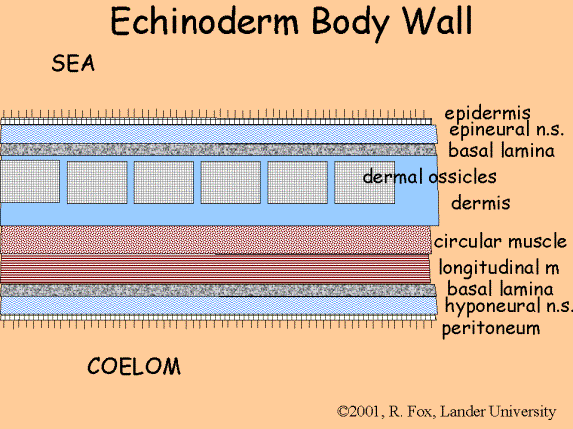 Echinoderm Body Wall
SEA
epidermis
epineural n.s.
basal lamina
dermal ossicles
dermis
circular muscle
longitudinal m
basal lamina
hyponeural n.s.
peritoneum
COELOM
©2001, R. Fox, Lander University